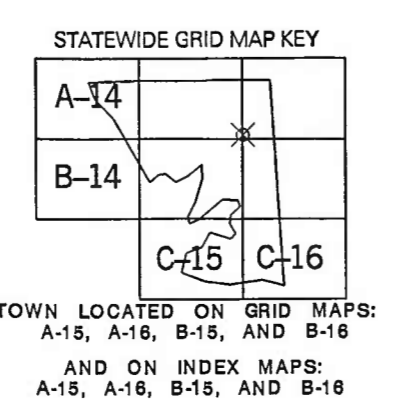 STATEWIDE GRID MAP KEY
A-14
B-14
C-15 C-16
TOWN LOCATED ON GRID MAPS:
A-15, A-16, B-15, AND B-16
AND ON INDEX MAPS:
A-15, A-16, B-15, AND B-16